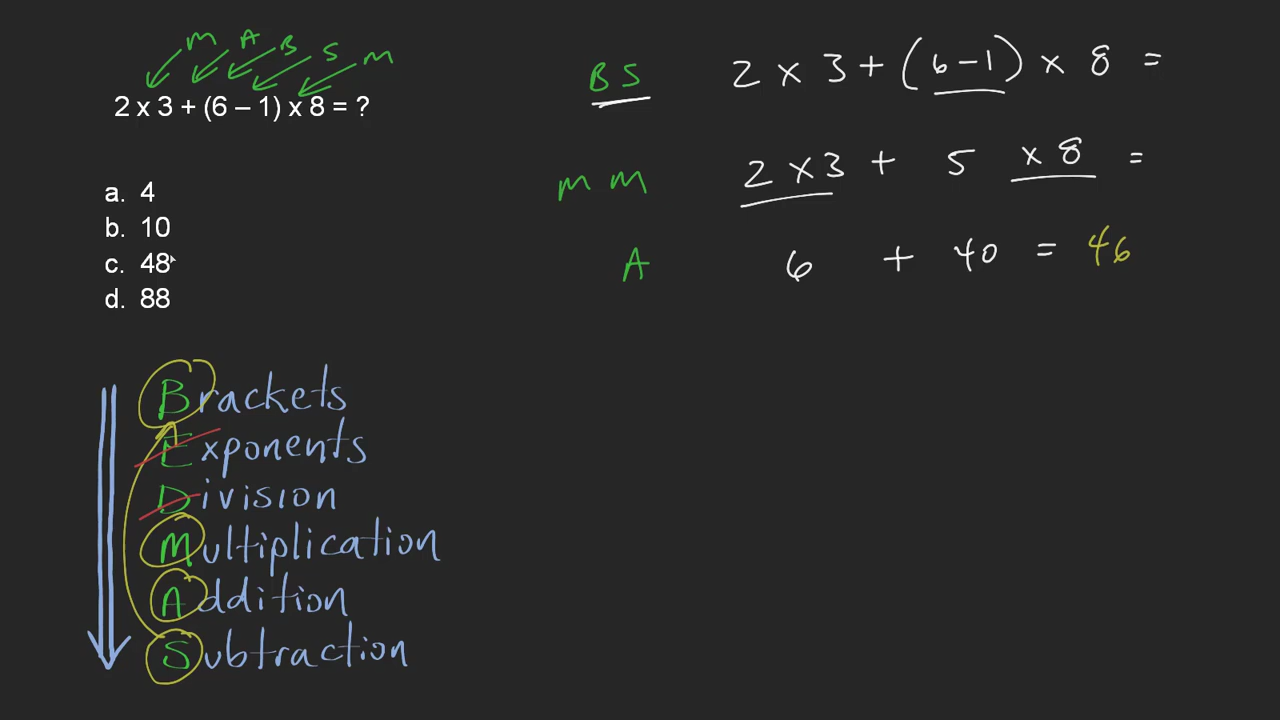 M A B S M
2 x 3 + (6 – 1) x 8 = ?
a. 4
b. 10
c. 48
d. 88
BS 2 x 3 + (6 - 1) x 8 =
M M 2 x 3 + 5 x 8 =
A 6 + 40 = 46
Brackets
Exponents
Division
Multiplication
Addition
Subtraction